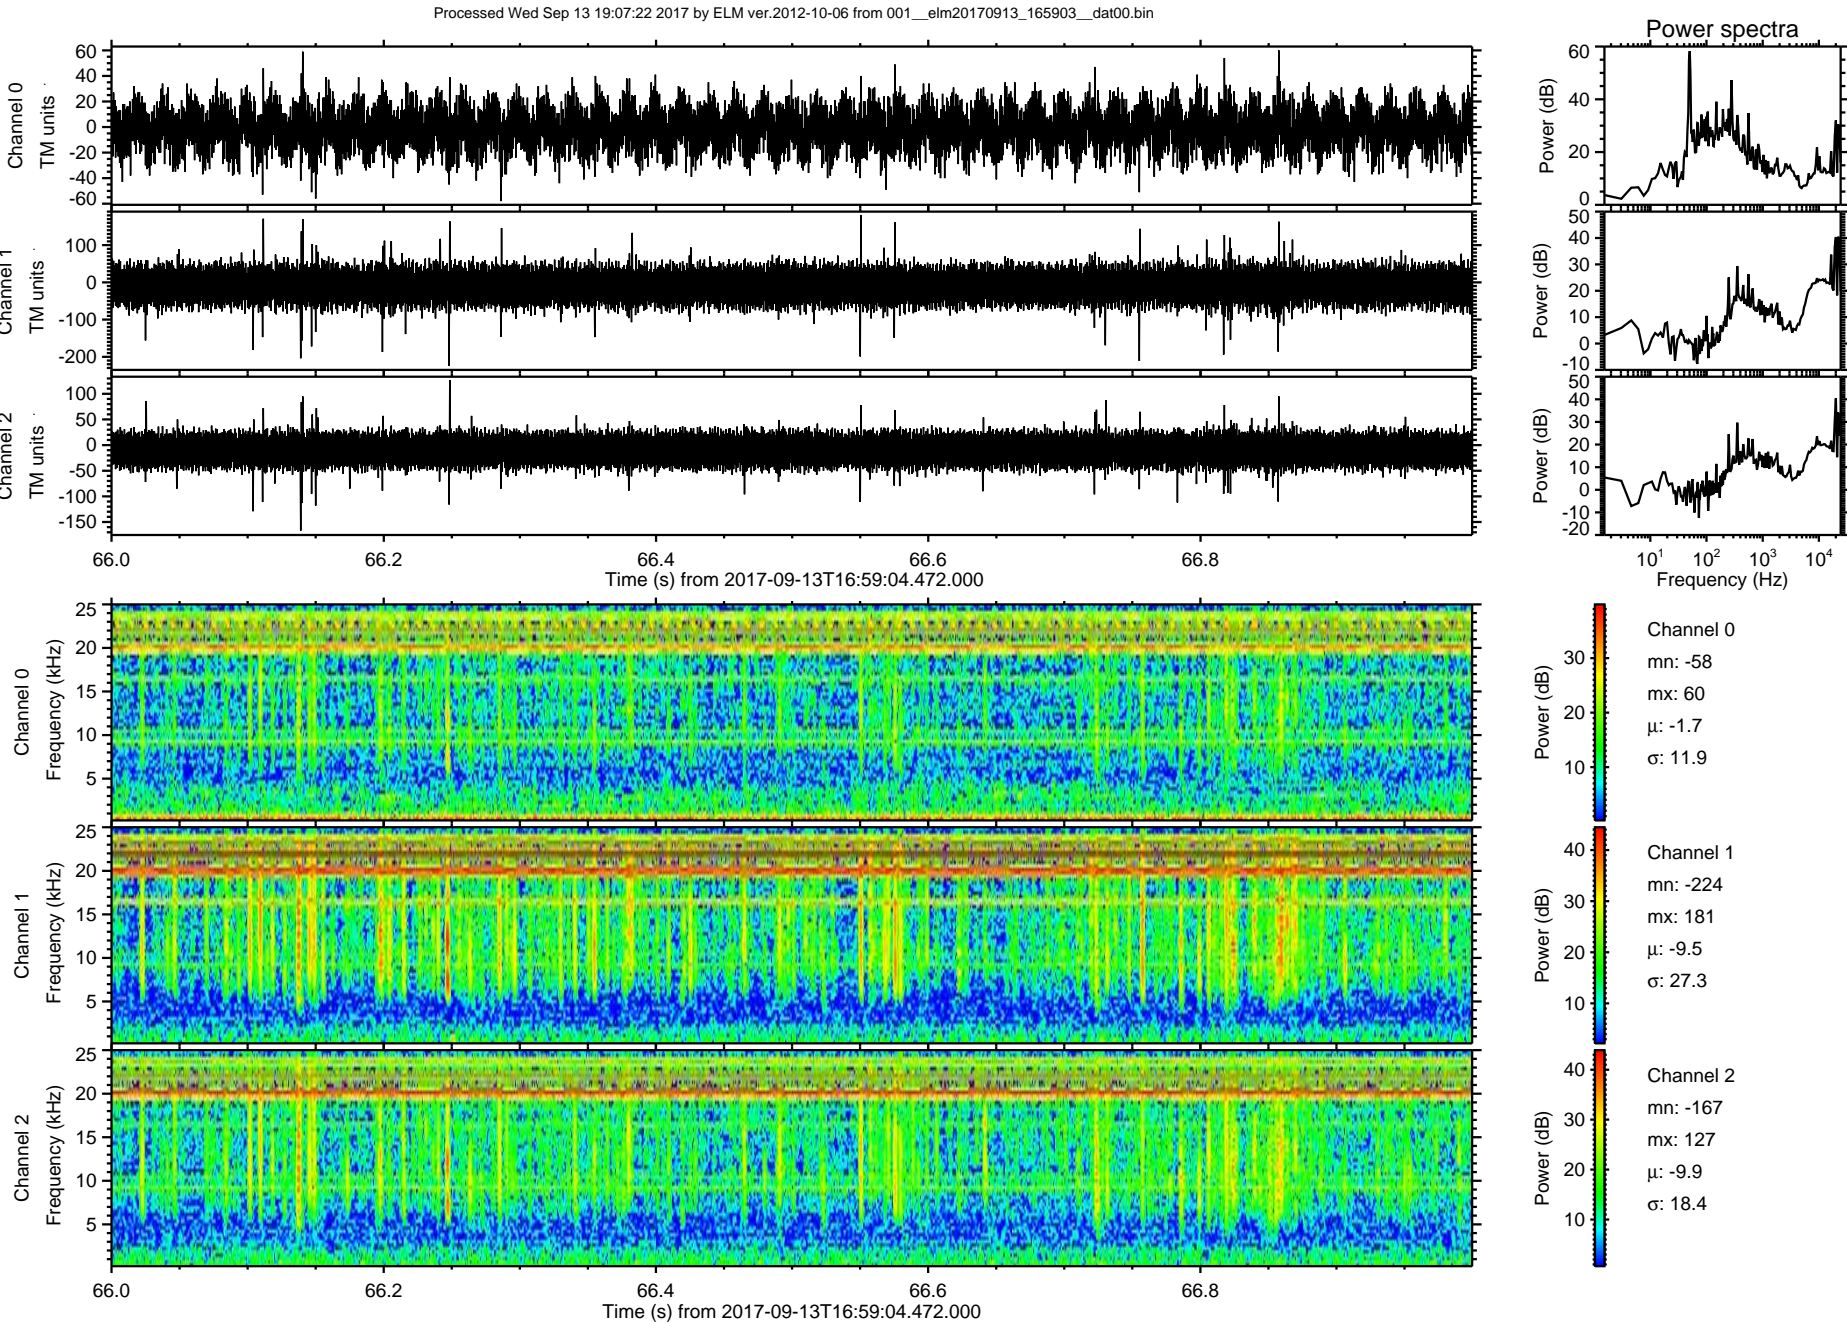 Processed Wed Sep 13 19:07:22 2017 by ELM ver.2012-10-06 from 001__elm20170913_165903__dat00.bin
Power spectra
Channel 0
TM units
60
40
20
0
-20
-40
-60
Power (dB)
60
40
20
0
Channel 1
TM units
100
0
-100
-200
Power (dB)
50
40
30
20
10
0
-10
Channel 2
TM units
100
50
0
-50
-100
-150
Power (dB)
50
40
30
20
10
0
-10
-20
66.0 66.2 66.4 66.6 66.8
Time (s) from 2017-09-13T16:59:04.472.000
10¹ 10² 10³ 10⁴
Frequency (Hz)
Channel 0
Frequency (kHz)
25
20
15
10
5
Power (dB)
30
20
10
Channel 0
mn: -58
mx: 60
μ: -1.7
σ: 11.9
Channel 1
Frequency (kHz)
25
20
15
10
5
Power (dB)
40
30
20
10
Channel 1
mn: -224
mx: 181
μ: -9.5
σ: 27.3
Channel 2
Frequency (kHz)
25
20
15
10
5
Power (dB)
40
30
20
10
Channel 2
mn: -167
mx: 127
μ: -9.9
σ: 18.4
66.0 66.2 66.4 66.6 66.8
Time (s) from 2017-09-13T16:59:04.472.000